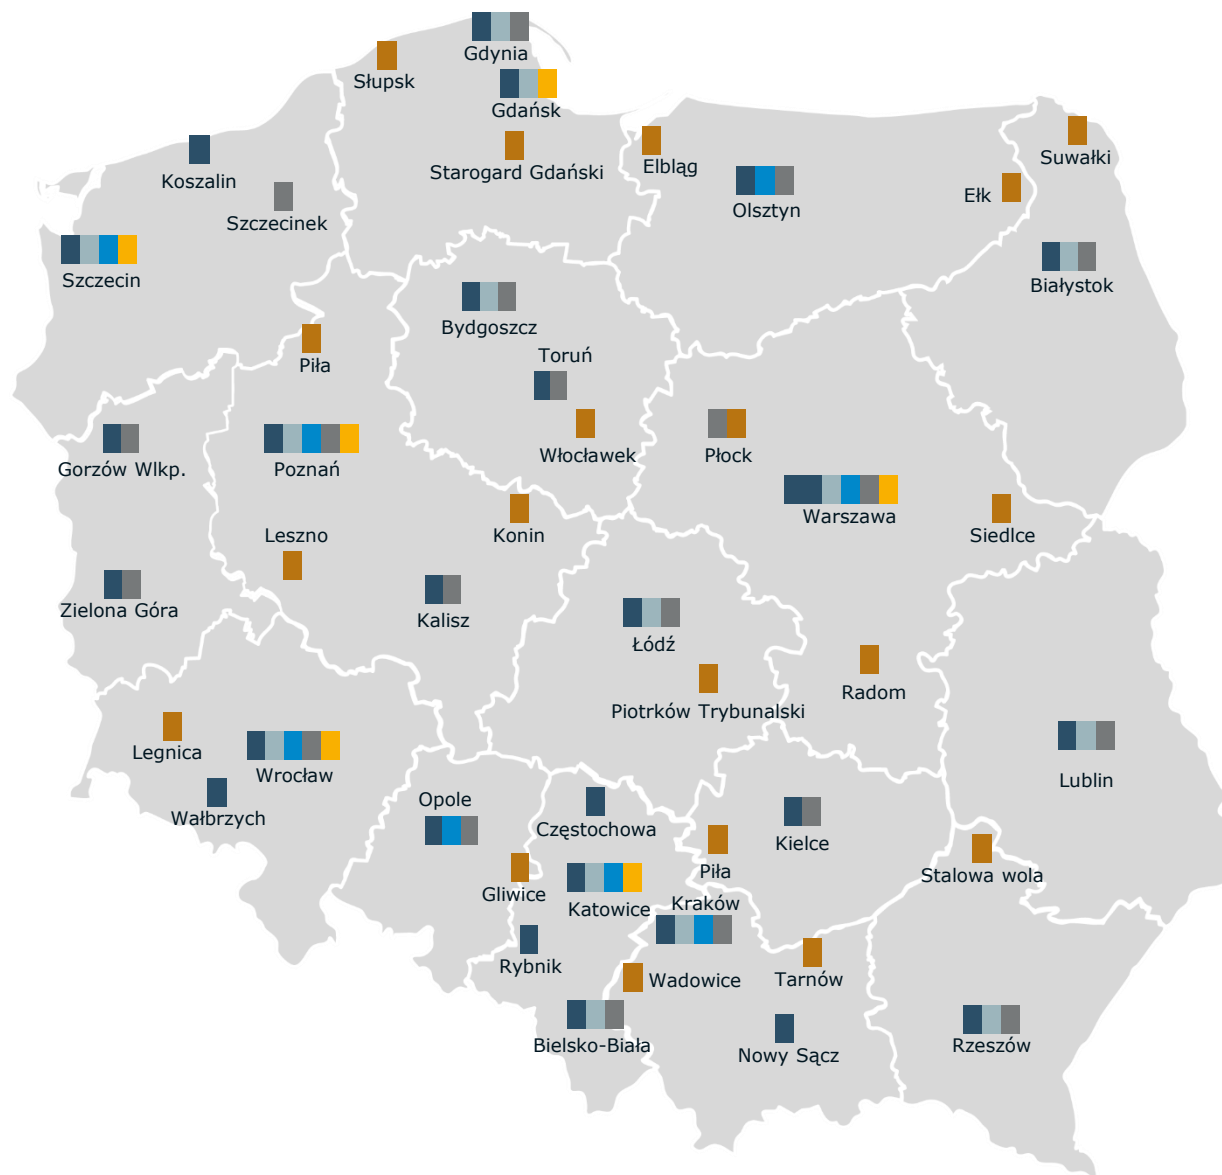 Gdynia
Słupsk
Gdańsk
Suwałki
Starogard Gdański
Elbląg
Koszalin
Ełk
Olsztyn
Szczecinek
Szczecin
Białystok
Bydgoszcz
Toruń
Piła
Włocławek
Płock
Gorzów Wlkp.
Poznań
Warszawa
Leszno
Konin
Siedlce
Zielona Góra
Kalisz
Łódź
Radom
Piotrków Trybunalski
Legnica
Wrocław
Lublin
Opole
Wałbrzych
Częstochowa
Kielce
Piła
Stalowa wola
Gliwice
Katowice
Kraków
Rybnik
Wadowice
Tarnów
Bielsko-Biała
Nowy Sącz
Rzeszów